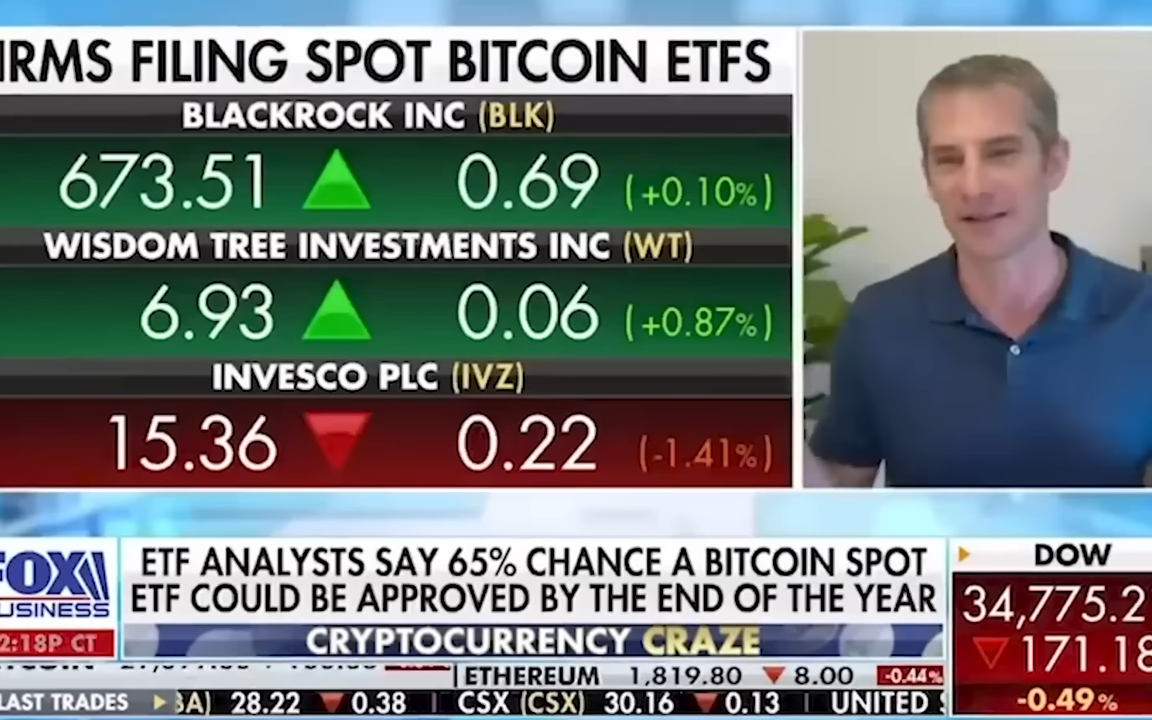 IRMS FILING SPOT BITCOIN ETFS
BLACKROCK INC (BLK)
673.51 ▲ 0.69 (+0.10%)
WISDOM TREE INVESTMENTS INC (WT)
6.93 ▲ 0.06 (+0.87%)
INVESCO PLC (IVZ)
15.36 ▼ 0.22 (-1.41%)
FOX
BUSINESS
2:18P CT
ETF ANALYSTS SAY 65% CHANCE A BITCOIN SPOT
ETF COULD BE APPROVED BY THE END OF THE YEAR
CRYPTOCURRENCY CRAZE
DOW
34,775.2
▼ 171.18
-0.49%
ETHEREUM 1,819.80 ▼ 8.00 -0.44%
LAST TRADES BA) 28.22 ▼ 0.38 CSX (CSX) 30.16 ▼ 0.13 UNITED